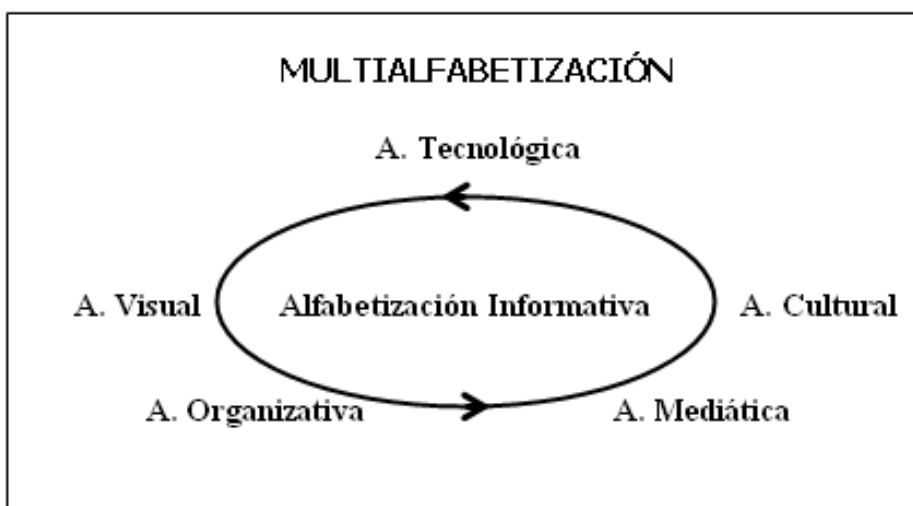 MULTIALFABETIZACIÓN
A. Tecnológica
A. Visual
Alfabetización Informativa
A. Cultural
A. Organizativa
A. Mediática